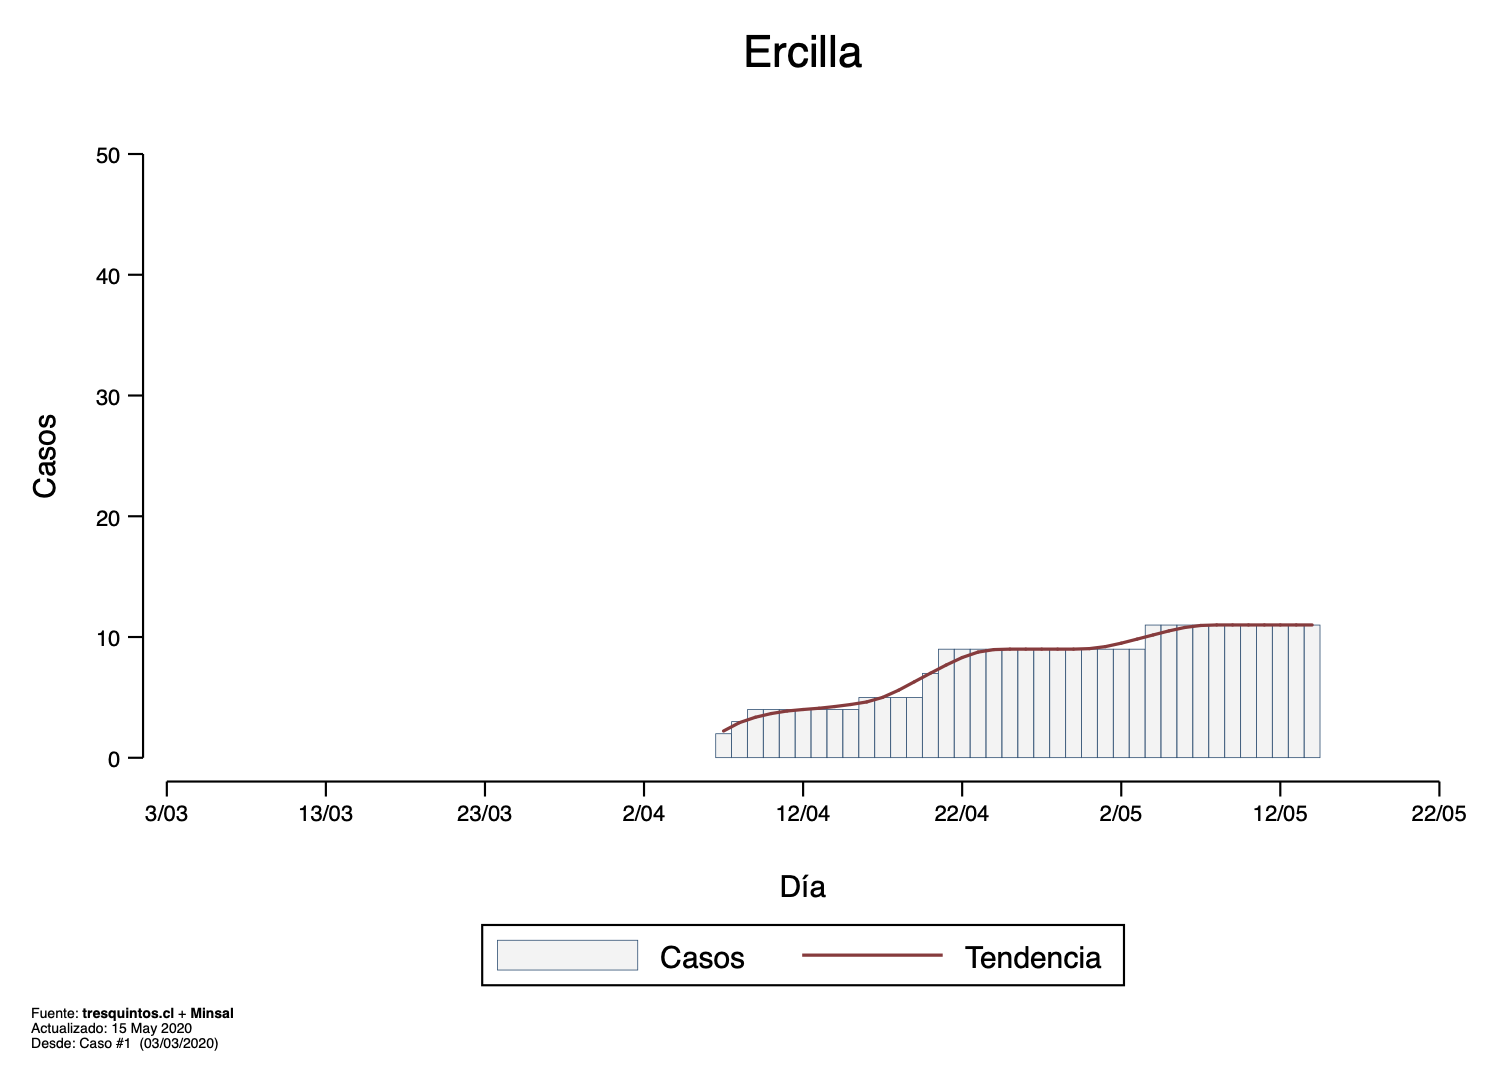 Ercilla
50
40
30
20
10
0
Casos
3/03 13/03 23/03 2/04 12/04 22/04 2/05 12/05 22/05
Día
Casos Tendencia
Fuente: tresquintos.cl + Minsal
Actualizado: 15 May 2020
Desde: Caso #1 (03/03/2020)